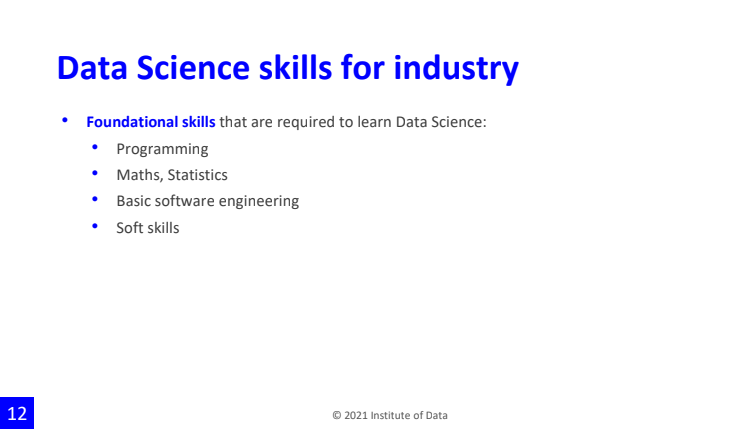 Data Science skills for industry
• Foundational skills that are required to learn Data Science:
• Programming
• Maths, Statistics
• Basic software engineering
• Soft skills
12
© 2021 Institute of Data